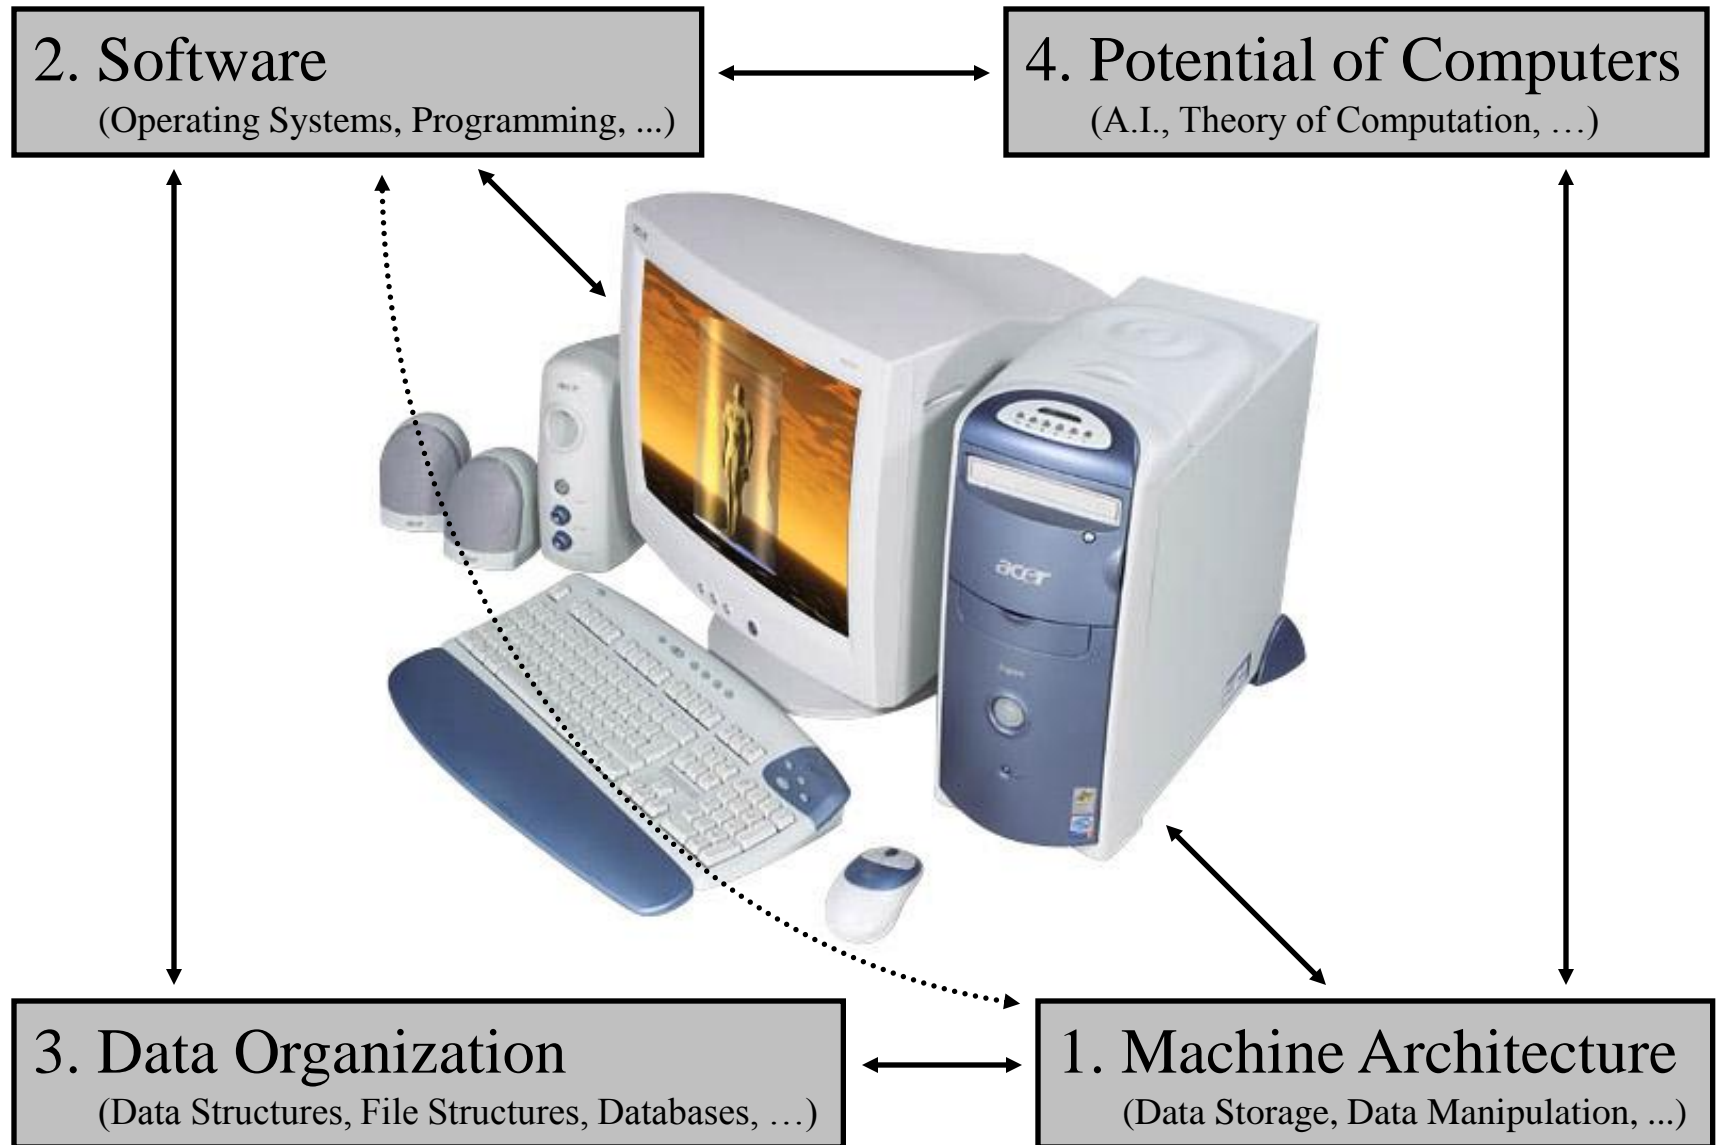 2. Software
(Operating Systems, Programming, ...)
4. Potential of Computers
(A.I., Theory of Computation, …)
acer
3. Data Organization
(Data Structures, File Structures, Databases, …)
1. Machine Architecture
(Data Storage, Data Manipulation, ...)